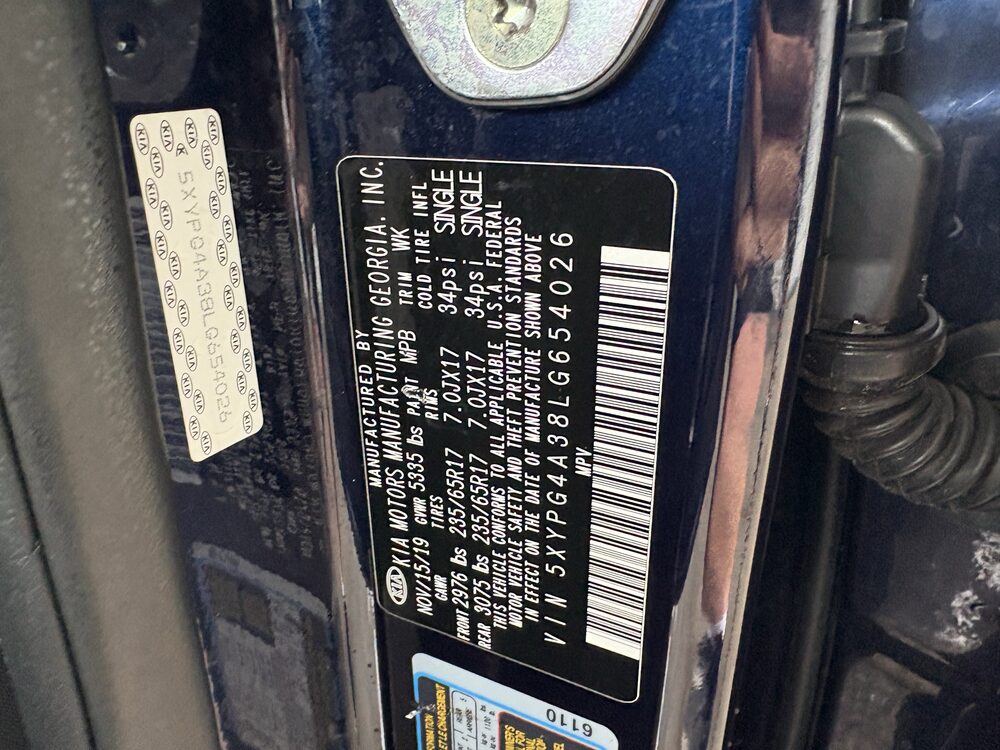 MANUFACTURED BY
KIA KIA MOTORS MANUFACTURING GEORGIA. INC.
NOV/15/19 GVWR 5335 lbs PAINT MPB TRIM WK
GAWR TIRES RIMS COLD TIRE INFL
FRONT 2976 lbs 235/65R17 7.0JX17 34psi SINGLE
REAR 3075 lbs 235/65R17 7.0JX17 34psi SINGLE
THIS VEHICLE CONFORMS TO ALL APPLICABLE U.S.A. FEDERAL
MOTOR VEHICLE SAFETY AND THEFT PREVENTION STANDARDS
IN EFFECT ON THE DATE OF MANUFACTURE SHOWN ABOVE
VIN 5XYPG4A38LG654026
MPV
5XYPG4A38LG654026
6110